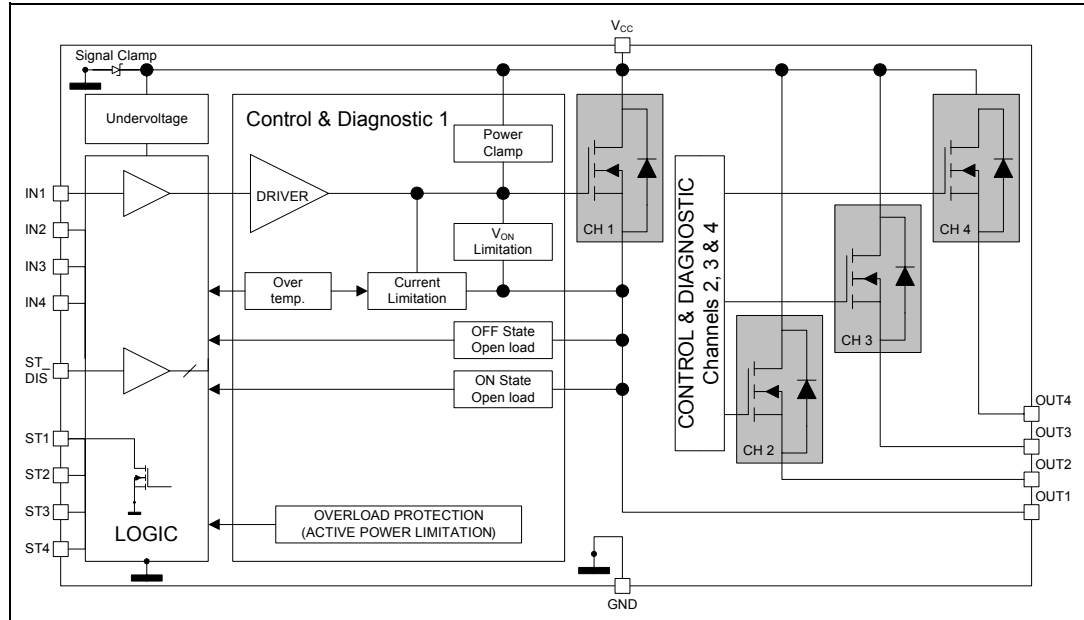 VCC
Signal Clamp
Undervoltage
Control & Diagnostic 1
Power
Clamp
IN1
IN2
IN3
IN4
DRIVER
VON
Limitation
CH 1
Over
temp.
Current
Limitation
OFF State
Open load
ON State
Open load
ST_
DIS
ST1
ST2
ST3
ST4
LOGIC
OVERLOAD PROTECTION
(ACTIVE POWER LIMITATION)
CONTROL & DIAGNOSTIC
Channels 2, 3 & 4
CH 4
CH 3
CH 2
OUT4
OUT3
OUT2
OUT1
GND